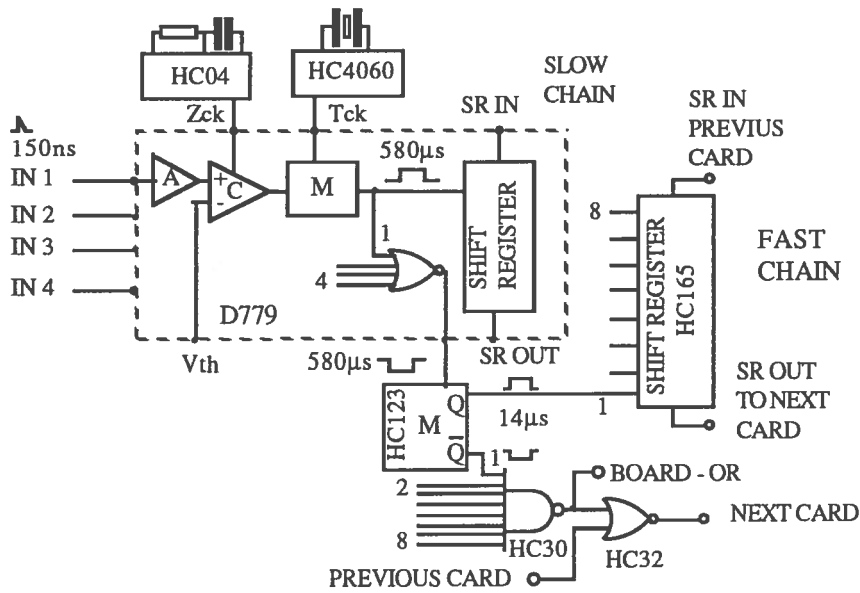 HC04
HC4060
Zck
Tck
SR IN
SLOW
CHAIN
SR IN
PREVIUS
CARD
150ns
IN 1
IN 2
IN 3
IN 4
A
+
-
C
M
580µs
1
4
SHIFT
REGISTER
8
SHIFT REGISTER
HC165
FAST
CHAIN
D779
Vth
580µs
SR OUT
HC123
M
Q
Q
14µs
1
1
SR OUT
TO NEXT
CARD
2
8
HC30
BOARD - OR
HC32
NEXT CARD
PREVIOUS CARD